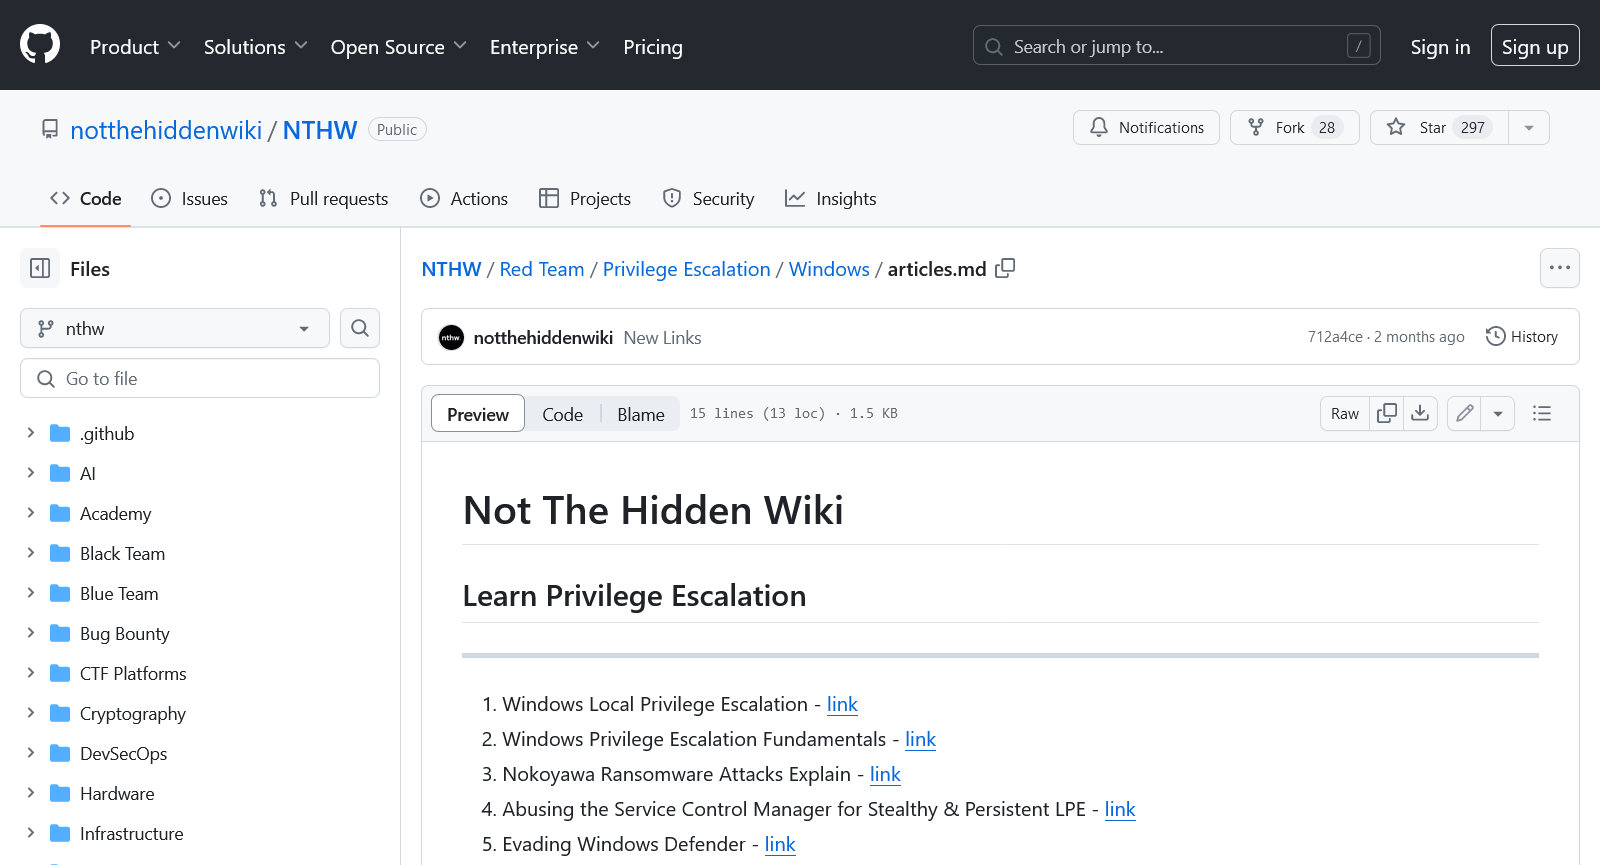 Product Solutions Open Source Enterprise Pricing Search or jump to... / Sign in Sign up
notthehiddenwiki / NTHW Public Notifications Fork 28 Star 297
Code Issues Pull requests Actions Projects Security Insights
Files
nthw
Go to file
.github
AI
Academy
Black Team
Blue Team
Bug Bounty
CTF Platforms
Cryptography
DevSecOps
Hardware
Infrastructure
NTHW / Red Team / Privilege Escalation / Windows / articles.md
nthw. notthehiddenwiki New Links 712a4ce · 2 months ago History
Preview Code Blame 15 lines (13 loc) · 1.5 KB Raw
Not The Hidden Wiki
Learn Privilege Escalation
1. Windows Local Privilege Escalation - link
2. Windows Privilege Escalation Fundamentals - link
3. Nokoyawa Ransomware Attacks Explain - link
4. Abusing the Service Control Manager for Stealthy & Persistent LPE - link
5. Evading Windows Defender - link